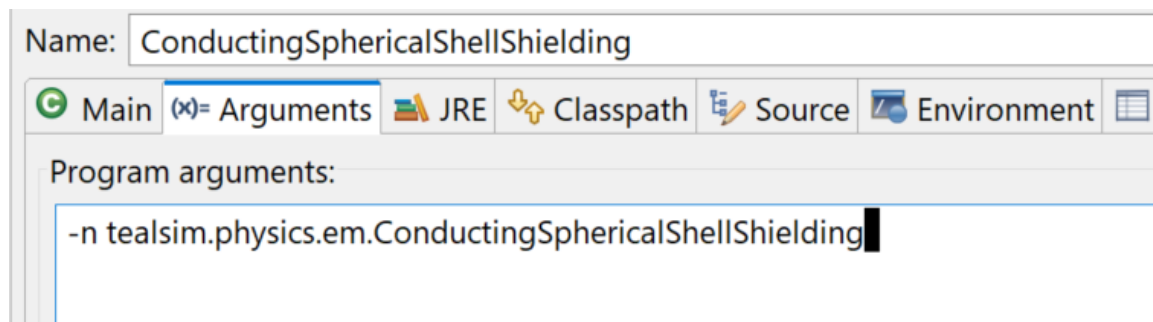 Name: ConductingSphericalShellShielding
C Main (x)= Arguments JRE Classpath Source Environment
Program arguments:
-n tealsim.physics.em.ConductingSphericalShellShielding